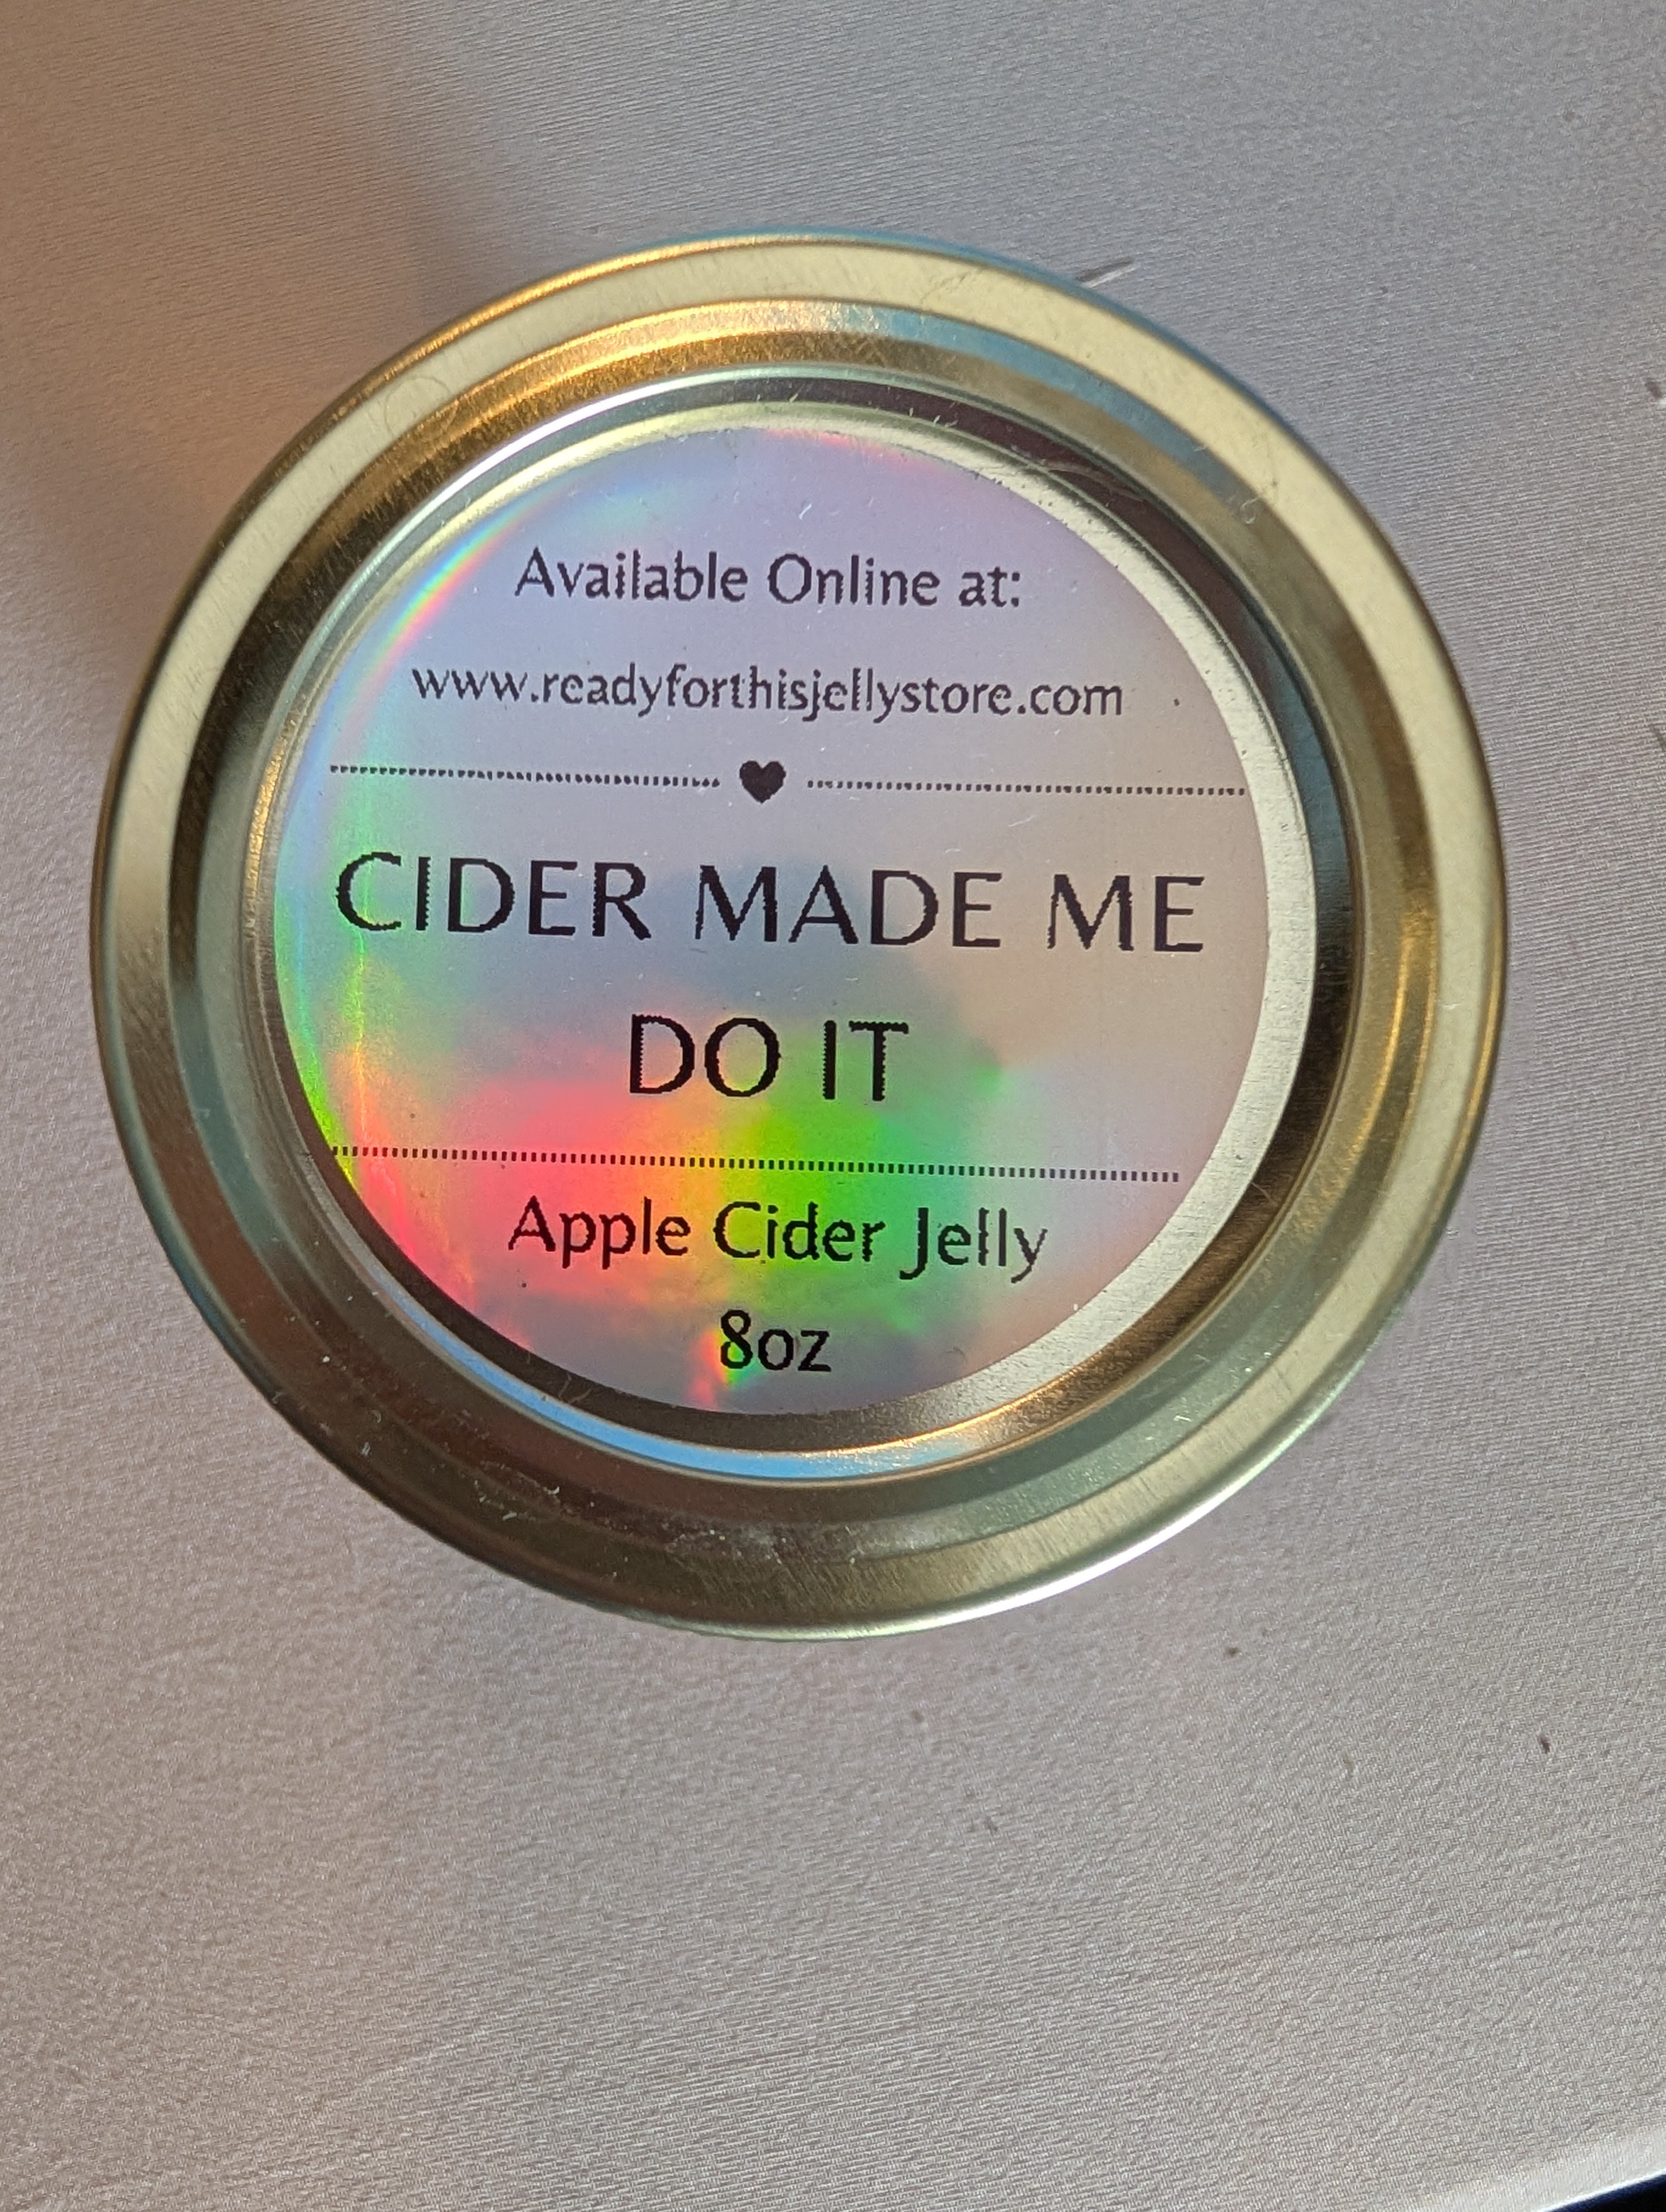 Available Online at:
www.readyforthisjellystore.com
CIDER MADE ME
DO IT
Apple Cider Jelly
8oz